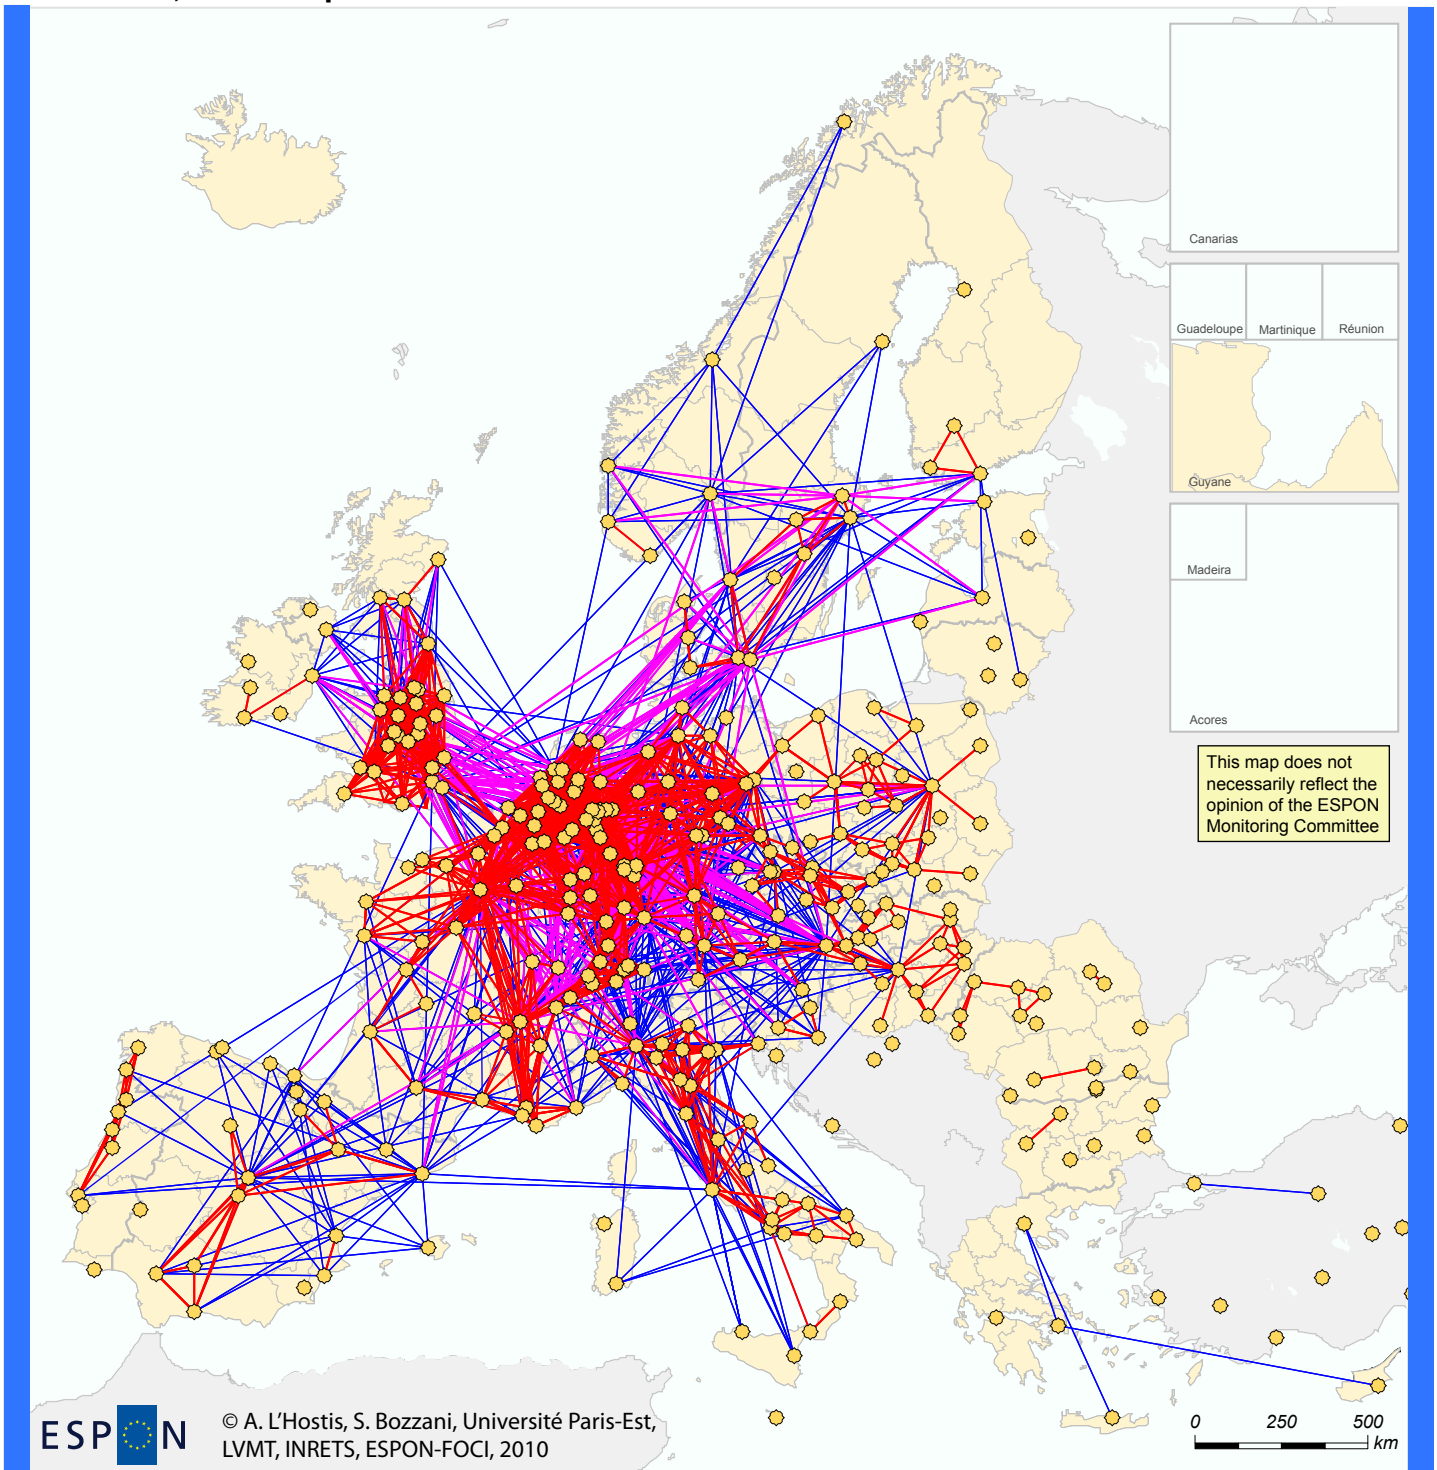 Canarias
Guadeloupe
Martinique
Réunion
Guyane
Madeira
Acores
This map does not
necessarily reflect the
opinion of the ESPON
Monitoring Committee
ESPON
© A. L'Hostis, S. Bozzani, Université Paris-Est,
LVMT, INRETS, ESPON-FOCI, 2010
0 250 500
km